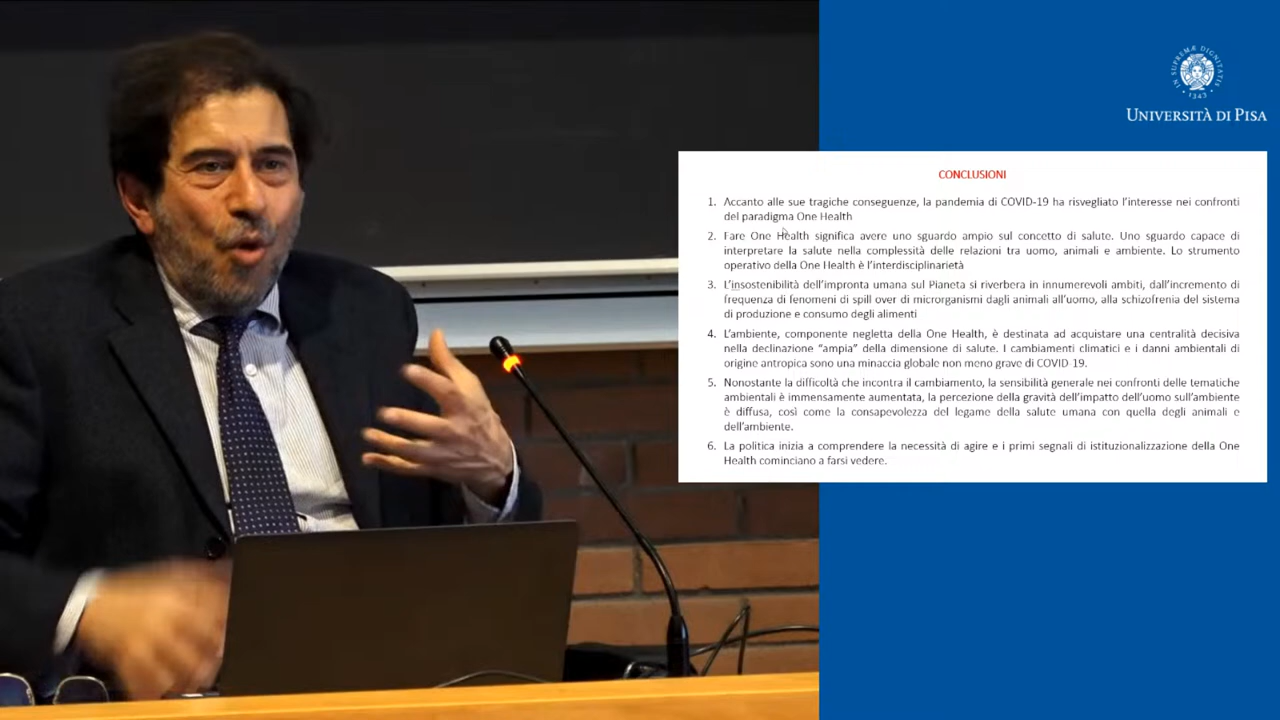 IN SUPREMÆ DIGNITATIS
1343
UNIVERSITÀ DI PISA
CONCLUSIONI
1. Accanto alle sue tragiche conseguenze, la pandemia di COVID-19 ha risvegliato l'interesse nei confronti
del paradigma One Health
2. Fare One Health significa avere uno sguardo ampio sul concetto di salute. Uno sguardo capace di
interpretare la salute nella complessità delle relazioni tra uomo, animali e ambiente. Lo strumento
operativo della One Health è l'interdisciplinarietà
3. L'insostenibilità dell'impronta umana sul Pianeta si riverbera in innumerevoli ambiti, dall'incremento di
frequenza di fenomeni di spill over di microrganismi dagli animali all'uomo, alla schizofrenia del sistema
di produzione e consumo degli alimenti
4. L'ambiente, componente negletta della One Health, è destinata ad acquistare una centralità decisiva
nella declinazione "ampia" della dimensione di salute. I cambiamenti climatici e i danni ambientali di
origine antropica sono una minaccia globale non meno grave di COVID-19.
5. Nonostante la difficoltà che incontra il cambiamento, la sensibilità generale nei confronti delle tematiche
ambientali è immensamente aumentata, la percezione della gravità dell'impatto dell'uomo sull'ambiente
è diffusa, così come la consapevolezza del legame della salute umana con quella degli animali e
dell'ambiente.
6. La politica inizia a comprendere la necessità di agire e i primi segnali di istituzionalizzazione della One
Health cominciano a farsi vedere.